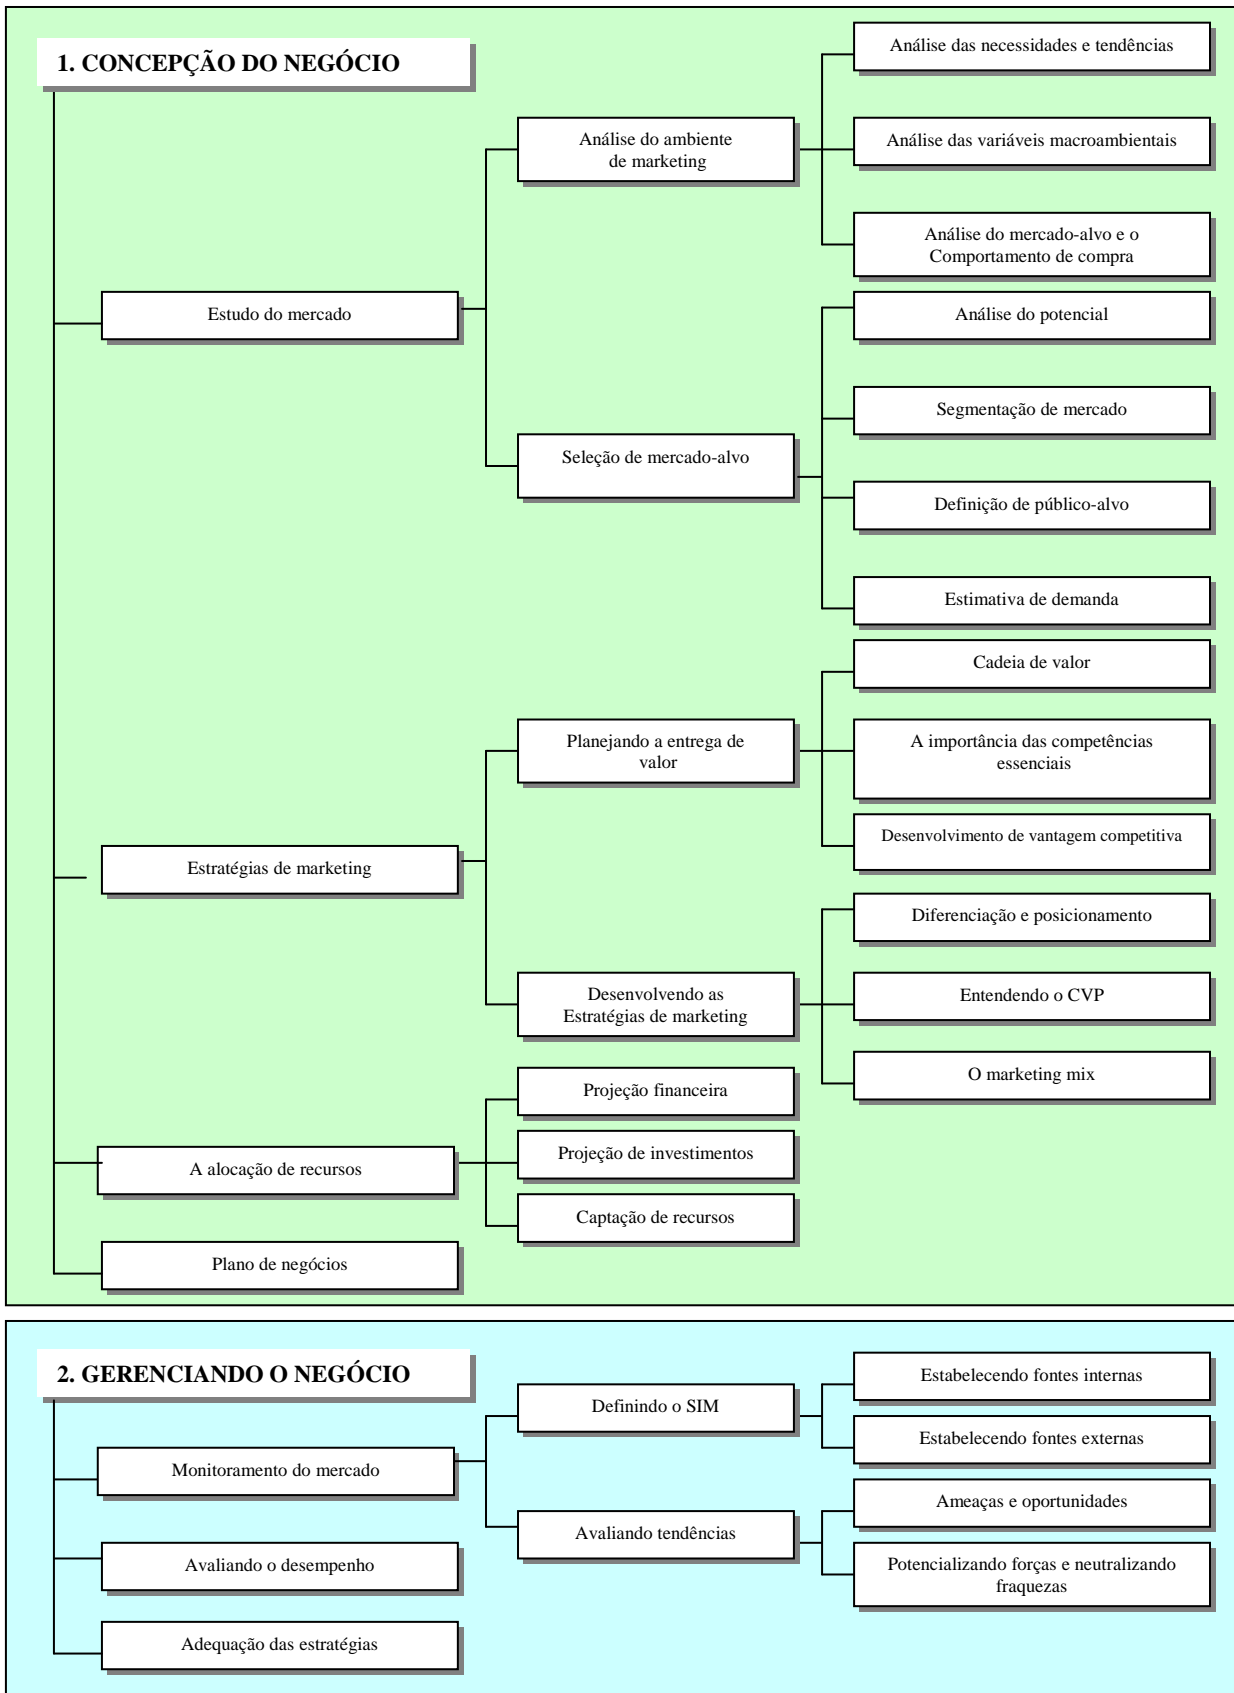 1. CONCEPÇÃO DO NEGÓCIO
Estudo do mercado
Análise do ambiente
de marketing
Análise das necessidades e tendências
Análise das variáveis macroambientais
Análise do mercado-alvo e o
Comportamento de compra
Seleção de mercado-alvo
Análise do potencial
Segmentação de mercado
Definição de público-alvo
Estimativa de demanda
Estratégias de marketing
Planejando a entrega de
valor
Cadeia de valor
A importância das competências
essenciais
Desenvolvimento de vantagem competitiva
Desenvolvendo as
Estratégias de marketing
Diferenciação e posicionamento
Entendendo o CVP
O marketing mix
A alocação de recursos
Projeção financeira
Projeção de investimentos
Captação de recursos
Plano de negócios
2. GERENCIANDO O NEGÓCIO
Monitoramento do mercado
Definindo o SIM
Estabelecendo fontes internas
Estabelecendo fontes externas
Avaliando tendências
Ameaças e oportunidades
Potencializando forças e neutralizando
fraquezas
Avaliando o desempenho
Adequação das estratégias